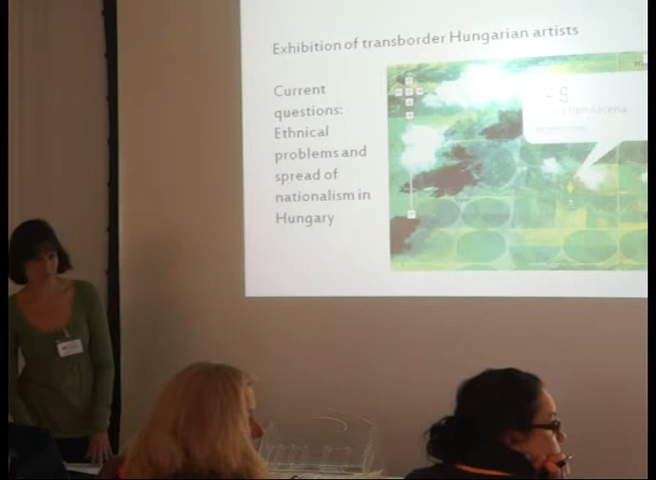 Exhibition of transborder Hungarian artists
Current
questions:
Ethnical
problems and
spread of
nationalism in
Hungary